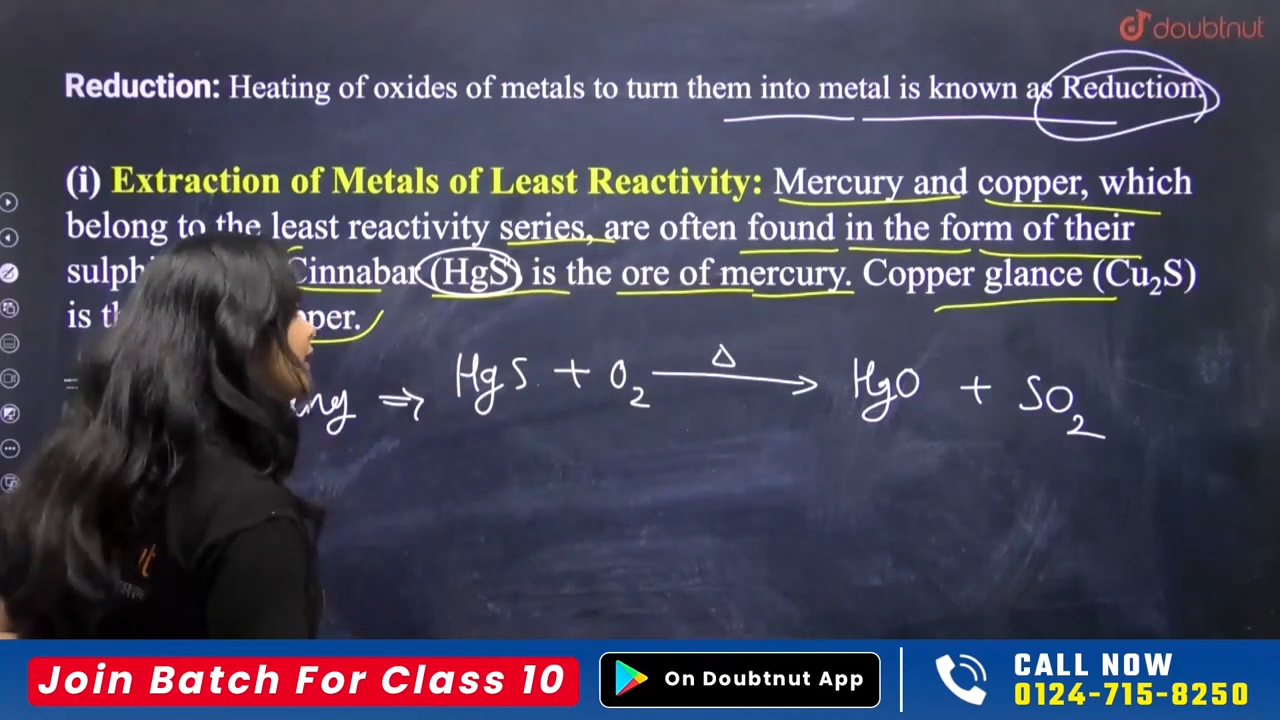 doubtnut
Reduction: Heating of oxides of metals to turn them into metal is known as Reduction.
(i) Extraction of Metals of Least Reactivity: Mercury and copper, which
belong to the least reactivity series, are often found in the form of their
Cinnabar (HgS) is the ore of mercury. Copper glance (Cu₂S)
is
HgS + O₂ —Δ→ HgO + SO₂
Join Batch For Class 10
On Doubtnut App
CALL NOW
0124-715-8250